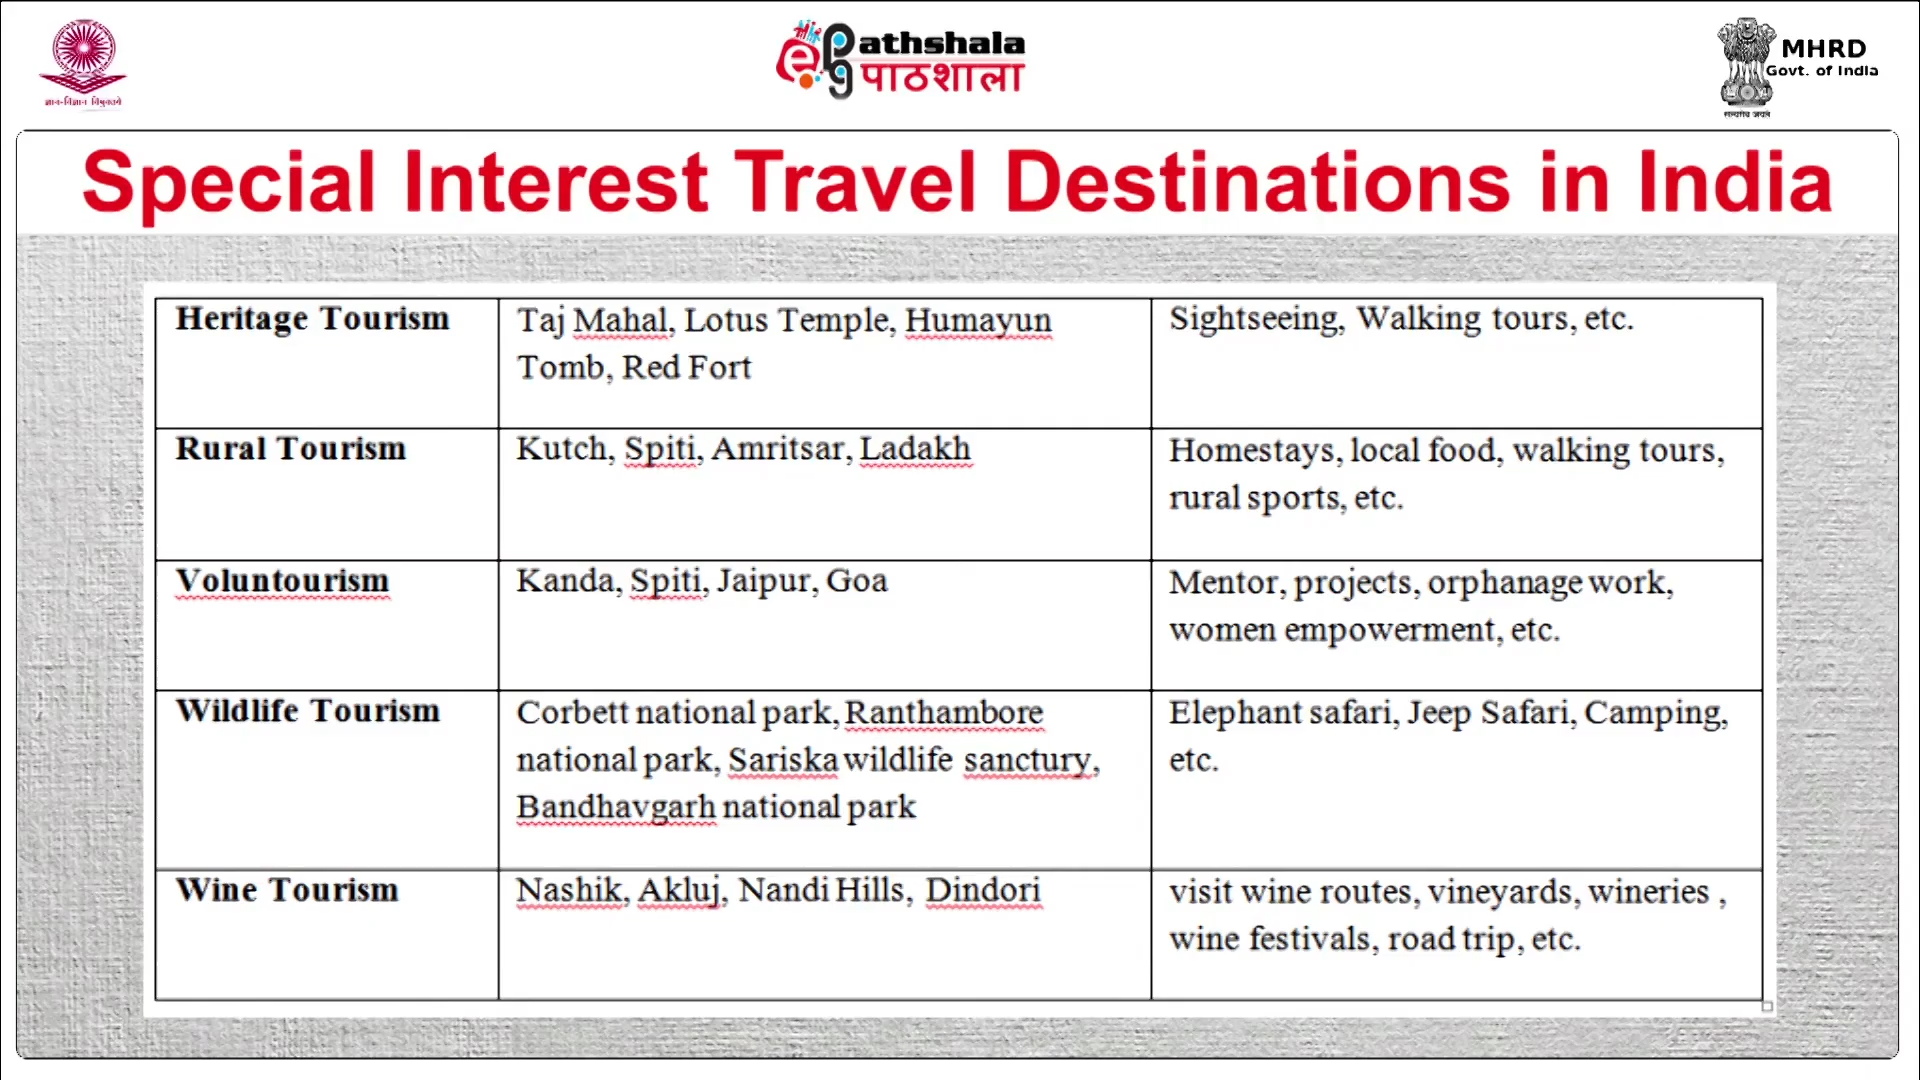 ज्ञान-विज्ञान विमुक्तये
athshala
पाठशाला
MHRD
Govt. of India
सत्यमेव जयते
Special Interest Travel Destinations in India
Heritage Tourism
Taj Mahal, Lotus Temple, Humayun
Tomb, Red Fort
Sightseeing, Walking tours, etc.
Rural Tourism
Kutch, Spiti, Amritsar, Ladakh
Homestays, local food, walking tours,
rural sports, etc.
Voluntourism
Kanda, Spiti, Jaipur, Goa
Mentor, projects, orphanage work,
women empowerment, etc.
Wildlife Tourism
Corbett national park, Ranthambore
national park, Sariska wildlife sanctury,
Bandhavgarh national park
Elephant safari, Jeep Safari, Camping,
etc.
Wine Tourism
Nashik, Akluj, Nandi Hills, Dindori
visit wine routes, vineyards, wineries ,
wine festivals, road trip, etc.